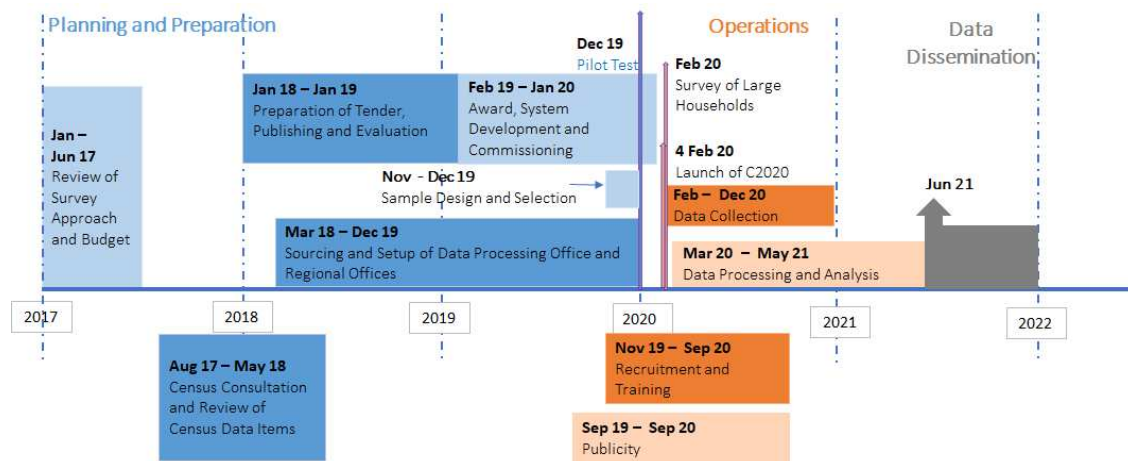 Planning and Preparation
Operations
Data
Dissemination
Dec 19
Pilot Test
Jan –
Jun 17
Review of
Survey
Approach
and Budget
Jan 18 – Jan 19
Preparation of Tender,
Publishing and Evaluation
Feb 19 – Jan 20
Award, System
Development and
Commissioning
Nov - Dec 19
Sample Design and Selection
Mar 18 – Dec 19
Sourcing and Setup of Data Processing Office and
Regional Offices
Feb 20
Survey of Large
Households
4 Feb 20
Launch of C2020
Feb – Dec 20
Data Collection
Mar 20 – May 21
Data Processing and Analysis
Jun 21
2017
2018
2019
2020
2021
2022
Aug 17 – May 18
Census Consultation
and Review of
Census Data Items
Nov 19 – Sep 20
Recruitment and
Training
Sep 19 – Sep 20
Publicity